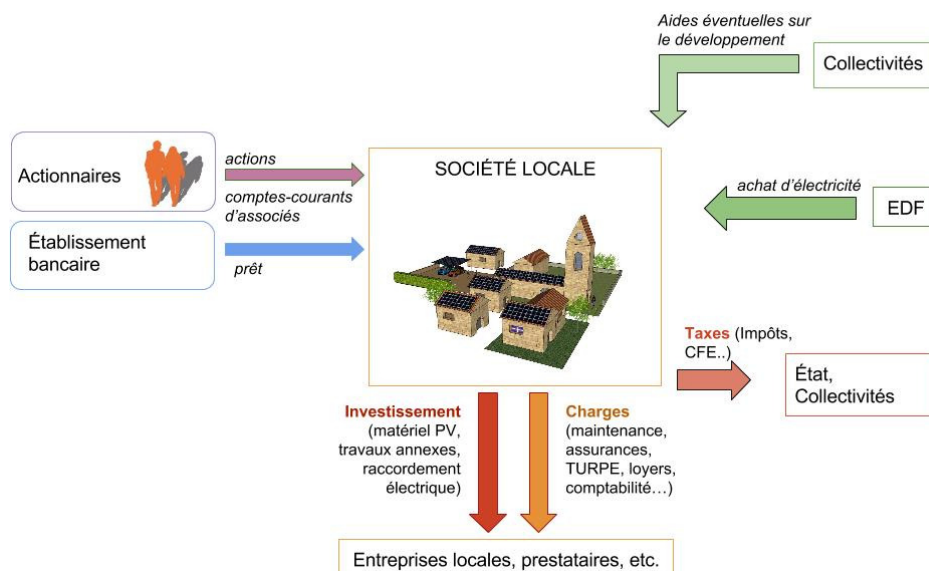 Aides éventuelles sur
le développement
Collectivités
Actionnaires
actions
comptes-courants
d'associés
SOCIÉTÉ LOCALE
achat d'électricité
EDF
Établissement
bancaire
prêt
Taxes (Impôts,
CFE..)
État,
Collectivités
Investissement
(matériel PV,
travaux annexes,
raccordement
électrique)
Charges
(maintenance,
assurances,
TURPE, loyers,
comptabilité…)
Entreprises locales, prestataires, etc.